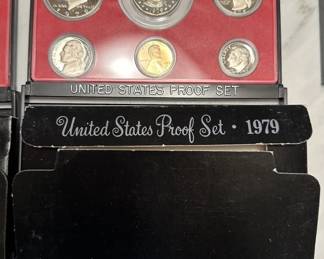 UNITED STATES PROOF SET
United States Proof Set · 1979